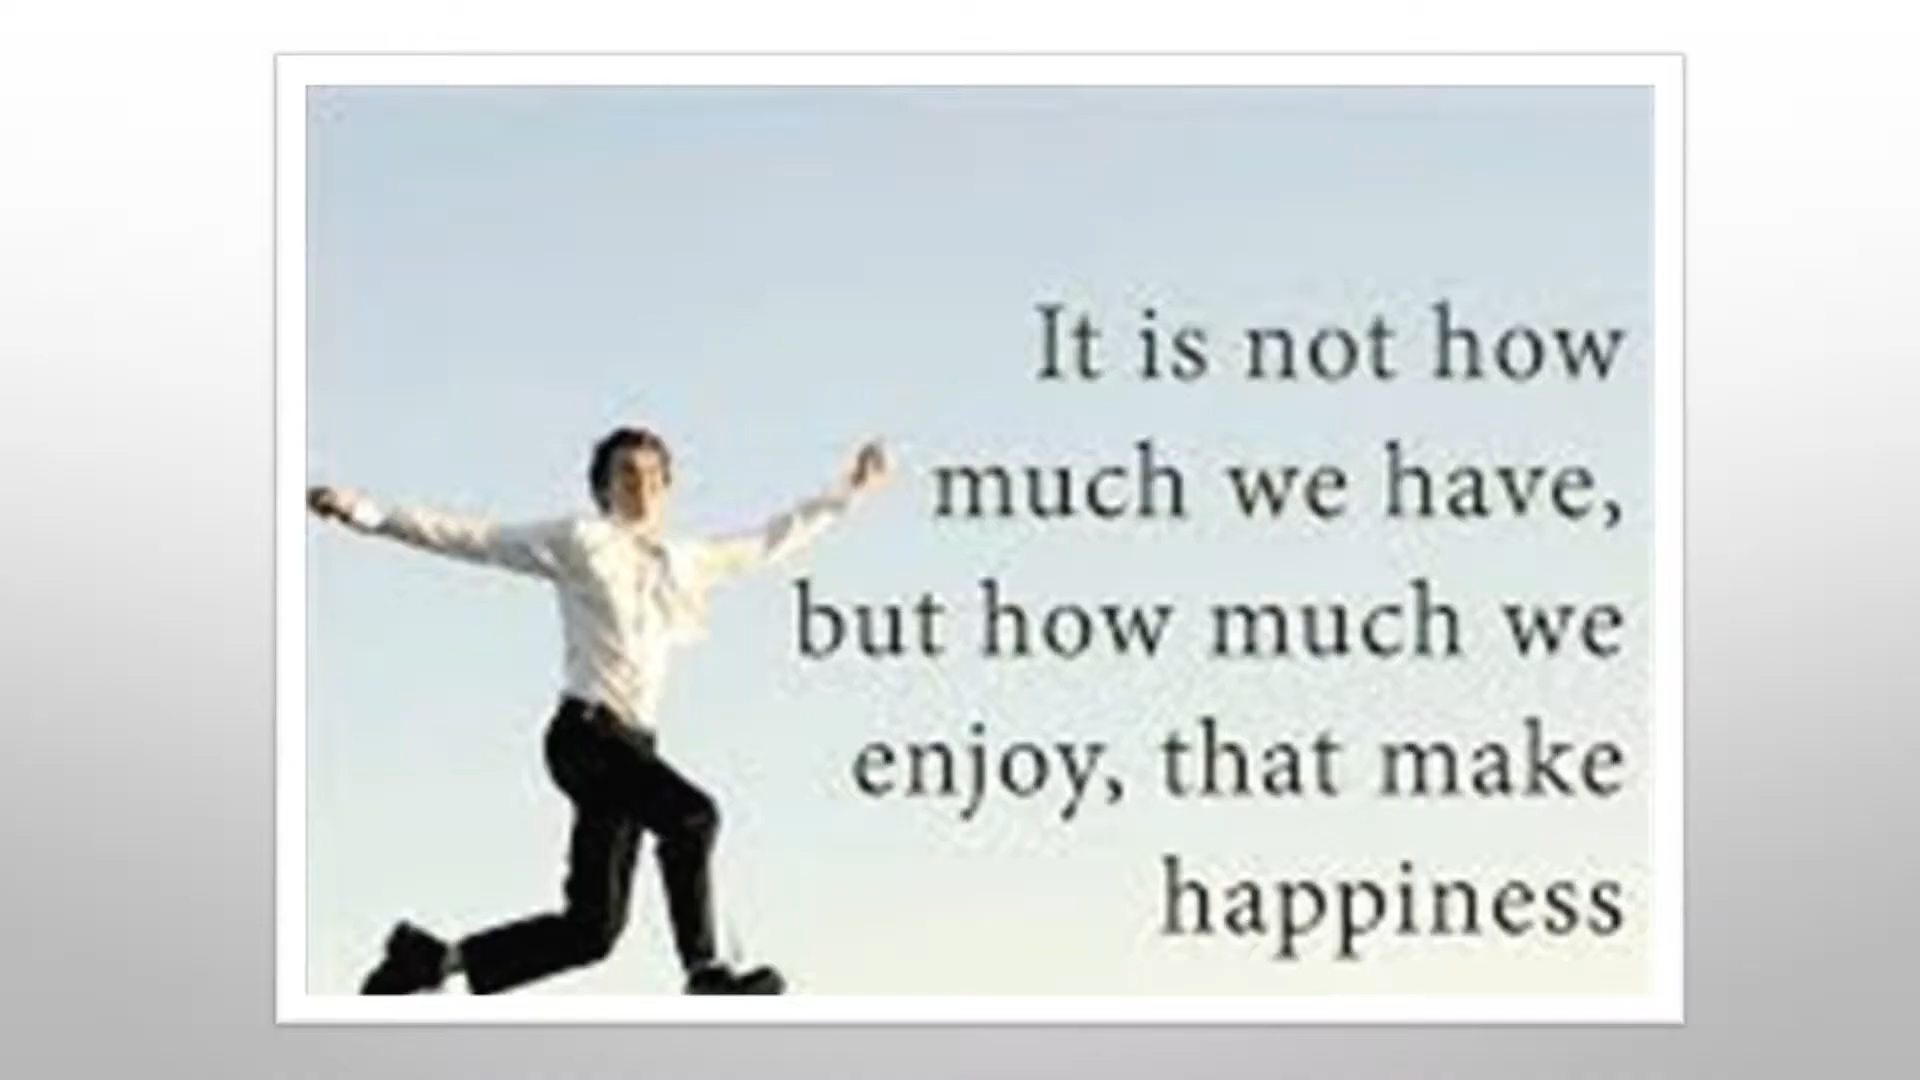 It is not how
much we have,
but how much we
enjoy, that make
happiness